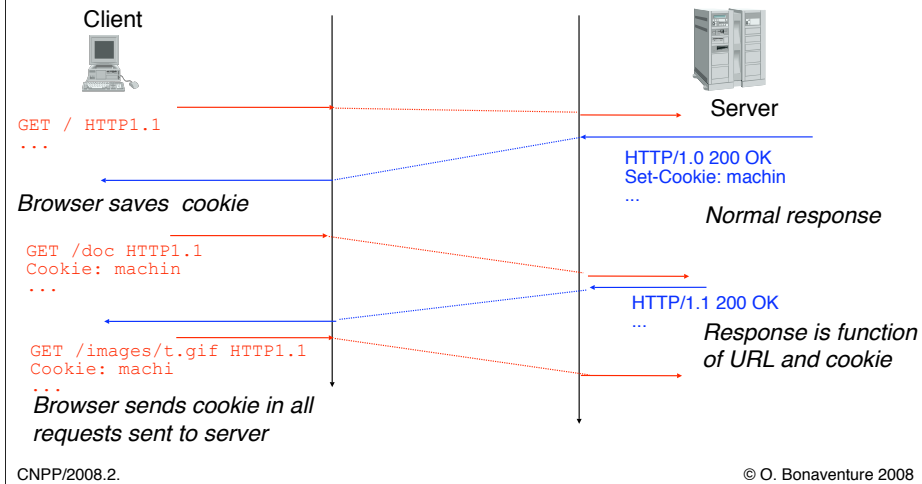 Client
Server
GET / HTTP1.1
...
HTTP/1.0 200 OK
Set-Cookie: machin
...
Browser saves cookie
Normal response
GET /doc HTTP1.1
Cookie: machin
...
HTTP/1.1 200 OK
...
Response is function
of URL and cookie
GET /images/t.gif HTTP1.1
Cookie: machi
...
Browser sends cookie in all
requests sent to server
CNPP/2008.2.
© O. Bonaventure 2008